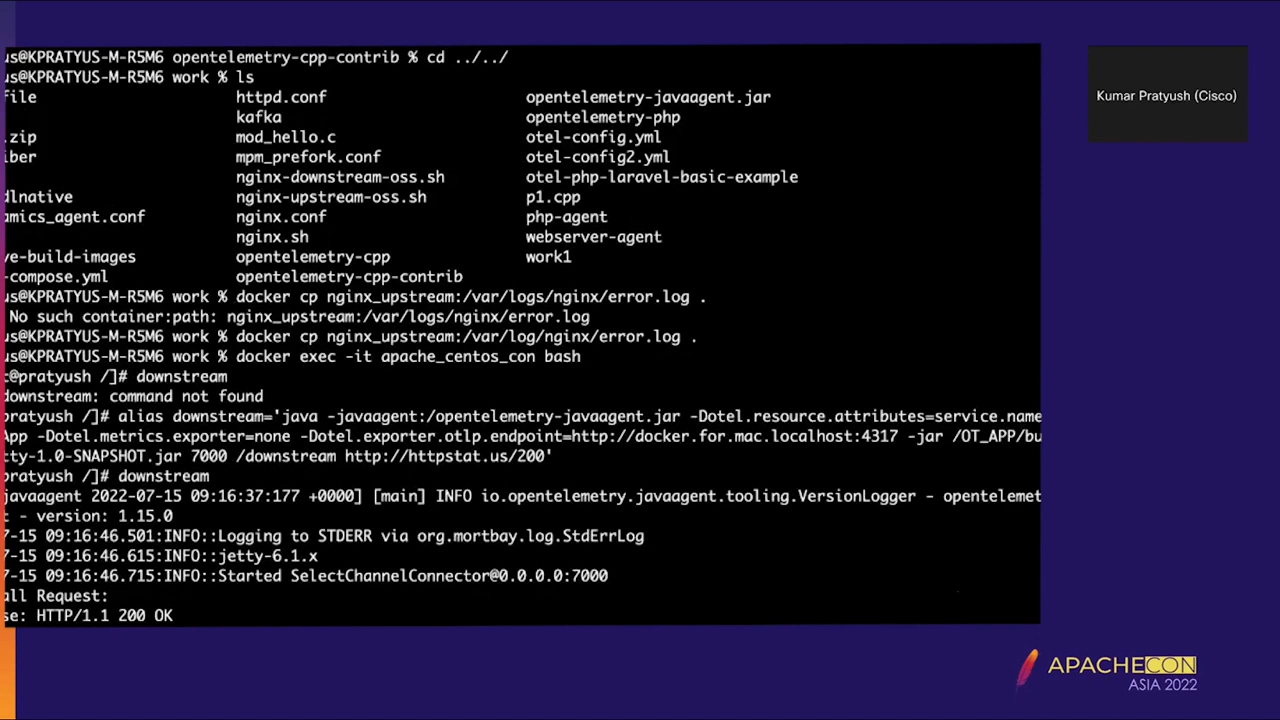 us@KPRATYUS-M-R5M6 opentelemetry-cpp-contrib % cd ../../
us@KPRATYUS-M-R5M6 work % ls
file httpd.conf opentelemetry-javaagent.jar
kafka opentelemetry-php
.zip mod_hello.c otel-config.yml
iber mpm_prefork.conf otel-config2.yml
nginx-downstream-oss.sh otel-php-laravel-basic-example
dlnative nginx-upstream-oss.sh p1.cpp
amics_agent.conf nginx.conf php-agent
nginx.sh webserver-agent
ve-build-images opentelemetry-cpp work1
-compose.yml opentelemetry-cpp-contrib
us@KPRATYUS-M-R5M6 work % docker cp nginx_upstream:/var/logs/nginx/error.log .
No such container:path: nginx_upstream:/var/logs/nginx/error.log
us@KPRATYUS-M-R5M6 work % docker cp nginx_upstream:/var/log/nginx/error.log .
us@KPRATYUS-M-R5M6 work % docker exec -it apache_centos_con bash
c@pratyush /]# downstream
downstream: command not found
pratyush /]# alias downstream='java -javaagent:/opentelemetry-javaagent.jar -Dotel.resource.attributes=service.name
App -Dotel.metrics.exporter=none -Dotel.exporter.otlp.endpoint=http://docker.for.mac.localhost:4317 -jar /OT_APP/bu
tty-1.0-SNAPSHOT.jar 7000 /downstream http://httpstat.us/200'
pratyush /]# downstream
javaagent 2022-07-15 09:16:37:177 +0000] [main] INFO io.opentelemetry.javaagent.tooling.VersionLogger - opentelemet
t - version: 1.15.0
7-15 09:16:46.501:INFO::Logging to STDERR via org.mortbay.log.StdErrLog
7-15 09:16:46.615:INFO::jetty-6.1.x
7-15 09:16:46.715:INFO::Started SelectChannelConnector@0.0.0.0:7000
all Request:
se: HTTP/1.1 200 OK
Kumar Pratyush (Cisco)
APACHECON
ASIA 2022